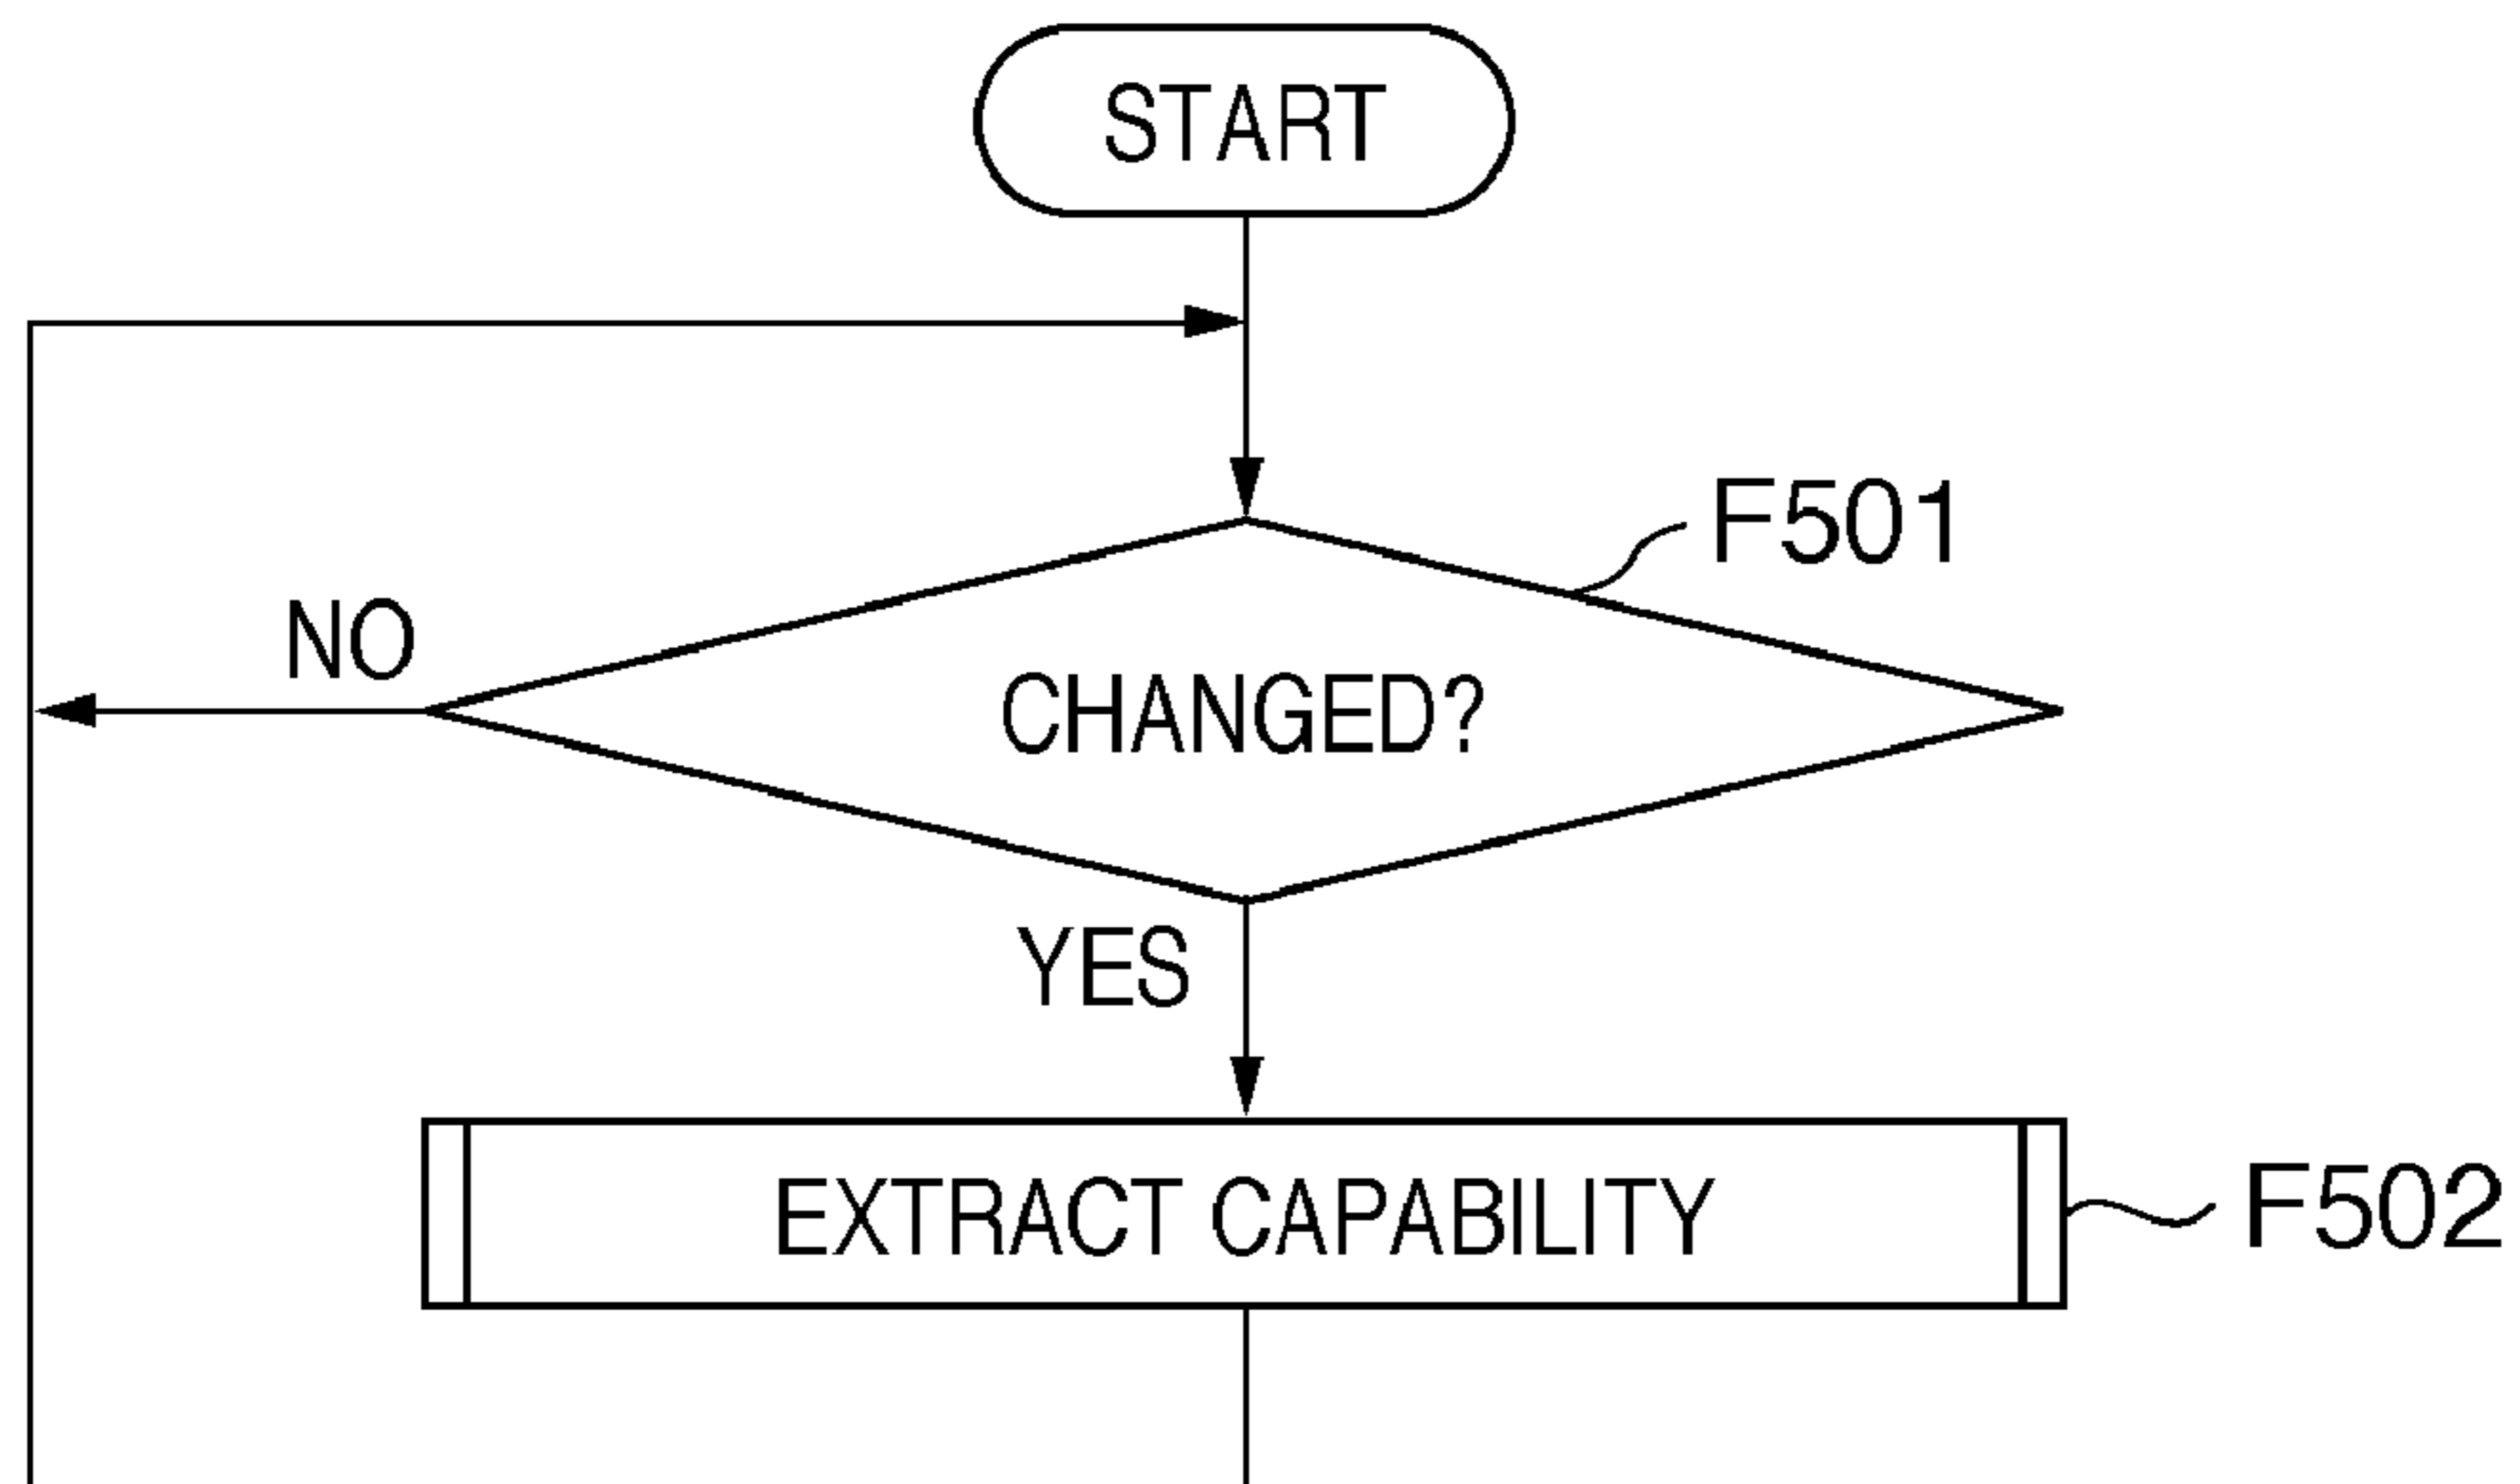 START
F501
NO
CHANGED?
YES
EXTRACT CAPABILITY
F502